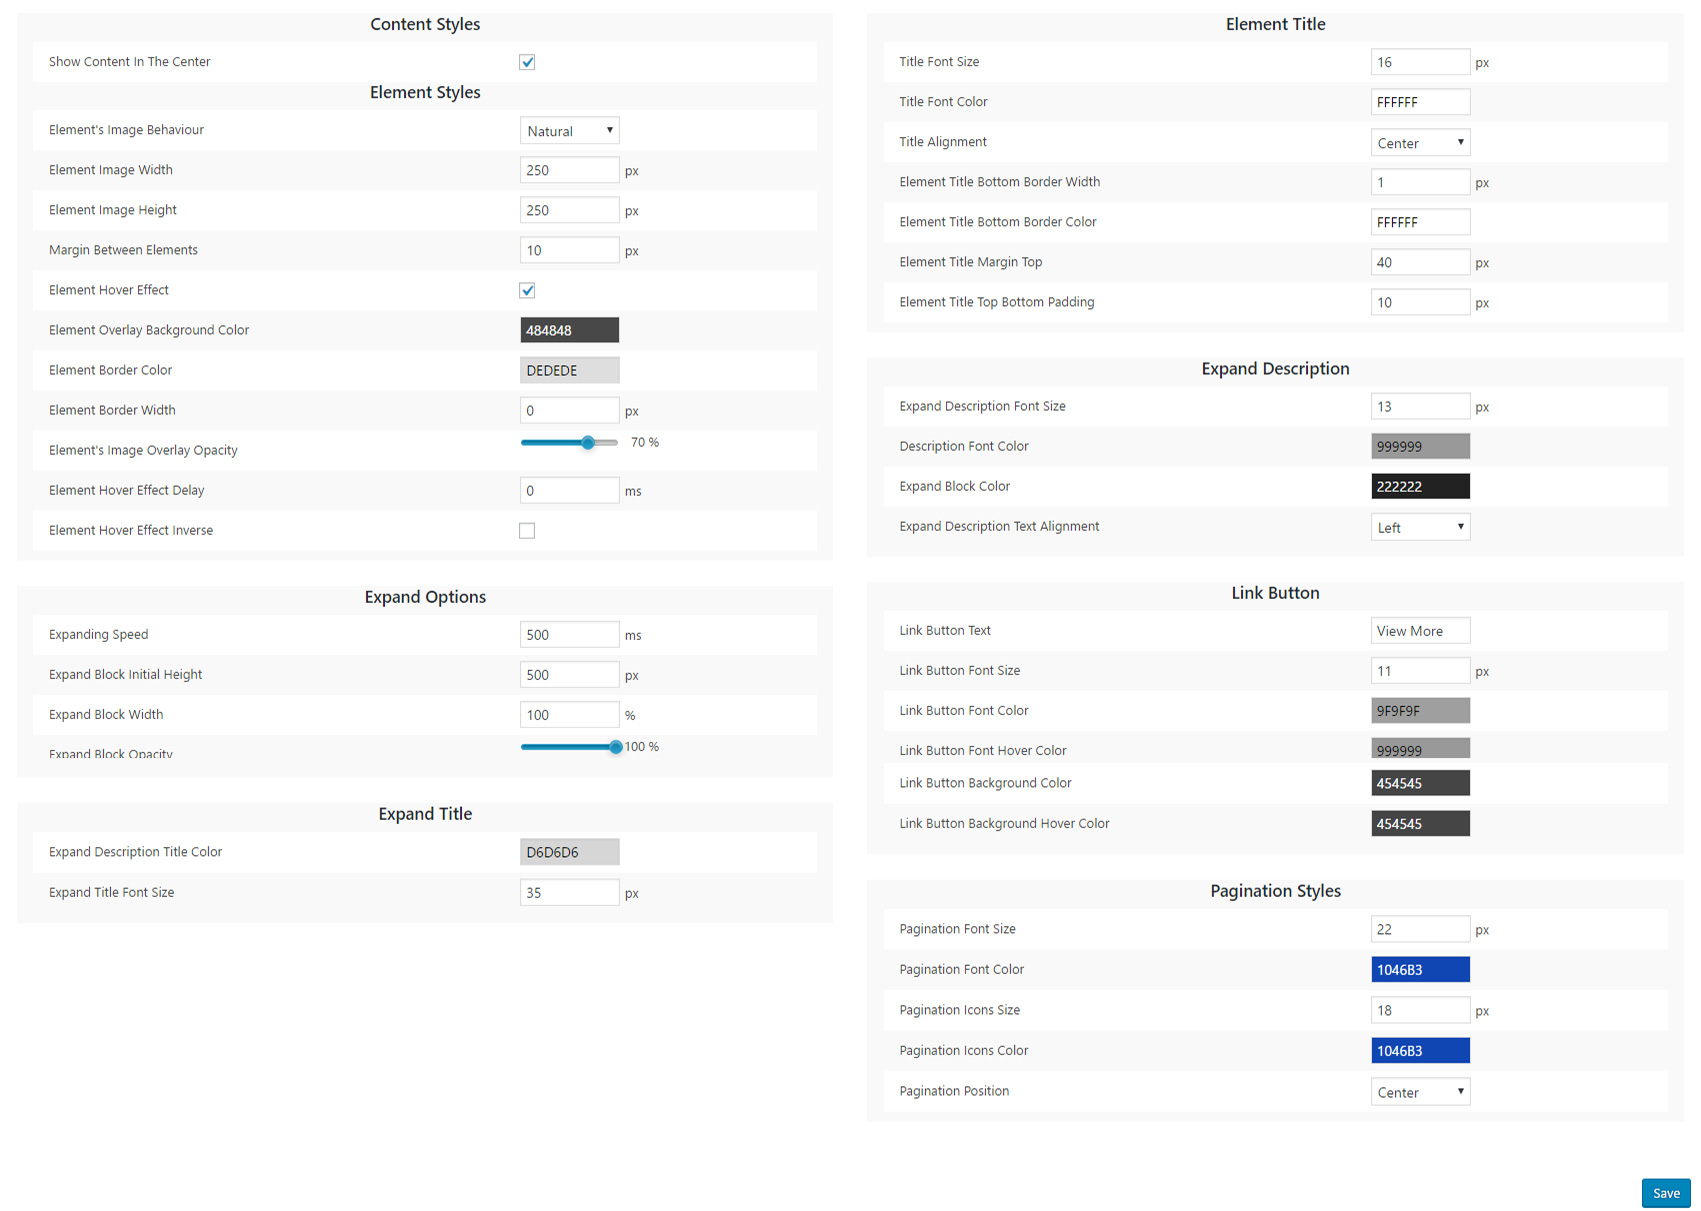 Content Styles
Show Content In The Center
Element Styles
Element's Image Behaviour Natural
Element Image Width 250 px
Element Image Height 250 px
Margin Between Elements 10 px
Element Hover Effect
Element Overlay Background Color 484848
Element Border Color DEDEDE
Element Border Width 0 px
Element's Image Overlay Opacity 70 %
Element Hover Effect Delay 0 ms
Element Hover Effect Inverse
Expand Options
Expanding Speed 500 ms
Expand Block Initial Height 500 px
Expand Block Width 100 %
Expand Block Opacity 100 %
Expand Title
Expand Description Title Color D6D6D6
Expand Title Font Size 35 px
Element Title
Title Font Size 16 px
Title Font Color FFFFFF
Title Alignment Center
Element Title Bottom Border Width 1 px
Element Title Bottom Border Color FFFFFF
Element Title Margin Top 40 px
Element Title Top Bottom Padding 10 px
Expand Description
Expand Description Font Size 13 px
Description Font Color 999999
Expand Block Color 222222
Expand Description Text Alignment Left
Link Button
Link Button Text View More
Link Button Font Size 11 px
Link Button Font Color 9F9F9F
Link Button Font Hover Color 999999
Link Button Background Color 454545
Link Button Background Hover Color 454545
Pagination Styles
Pagination Font Size 22 px
Pagination Font Color 1046B3
Pagination Icons Size 18 px
Pagination Icons Color 1046B3
Pagination Position Center
Save